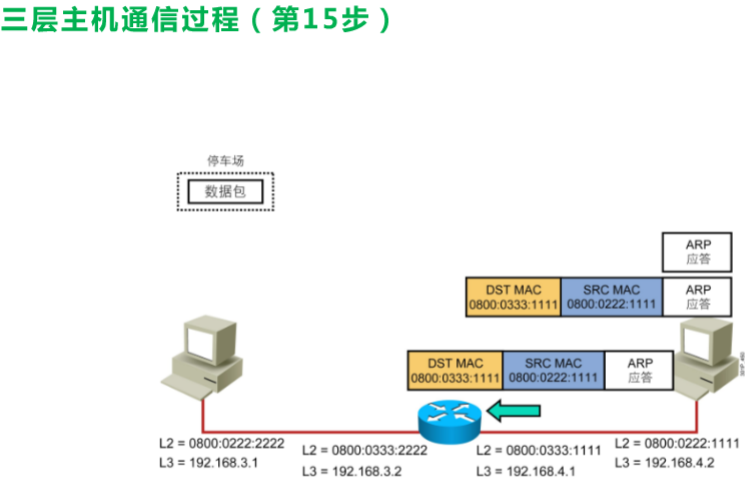 三层主机通信过程（第15步）
停车场
数据包
ARP
应答
DST MAC
0800:0333:1111
SRC MAC
0800:0222:1111
ARP
应答
DST MAC
0800:0333:1111
SRC MAC
0800:0222:1111
ARP
应答
L2 = 0800:0222:2222
L3 = 192.168.3.1
L2 = 0800:0333:2222
L3 = 192.168.3.2
L2 = 0800:0333:1111
L3 = 192.168.4.1
L2 = 0800:0222:1111
L3 = 192.168.4.2